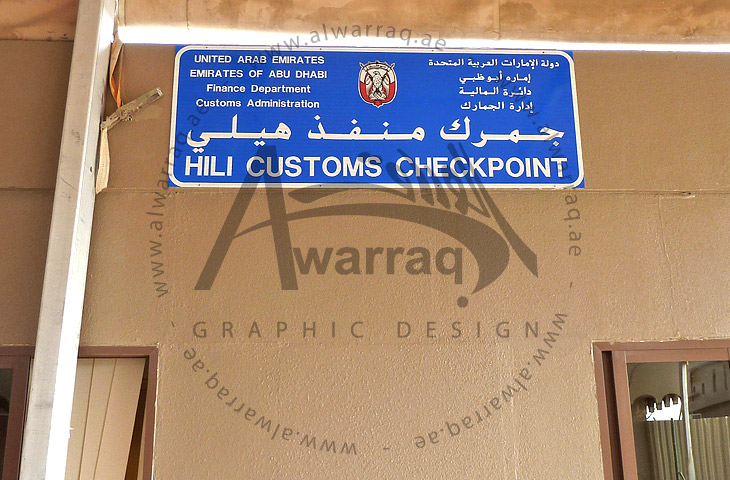 UNITED ARAB EMIRATES
EMIRATES OF ABU DHABI
Finance Department
Customs Administration
دولة الإمارات العربية المتحدة
إماره أبوظبي
دائرة المالية
إدارة الجمارك
جمرك منفذ هيلي
HILI CUSTOMS CHECKPOINT
www.alwarraq.ae
www.alwarraq.ae
www.alwarraq.ae
www.alwarraq.ae
Alwarraq
GRAPHIC DESIGN